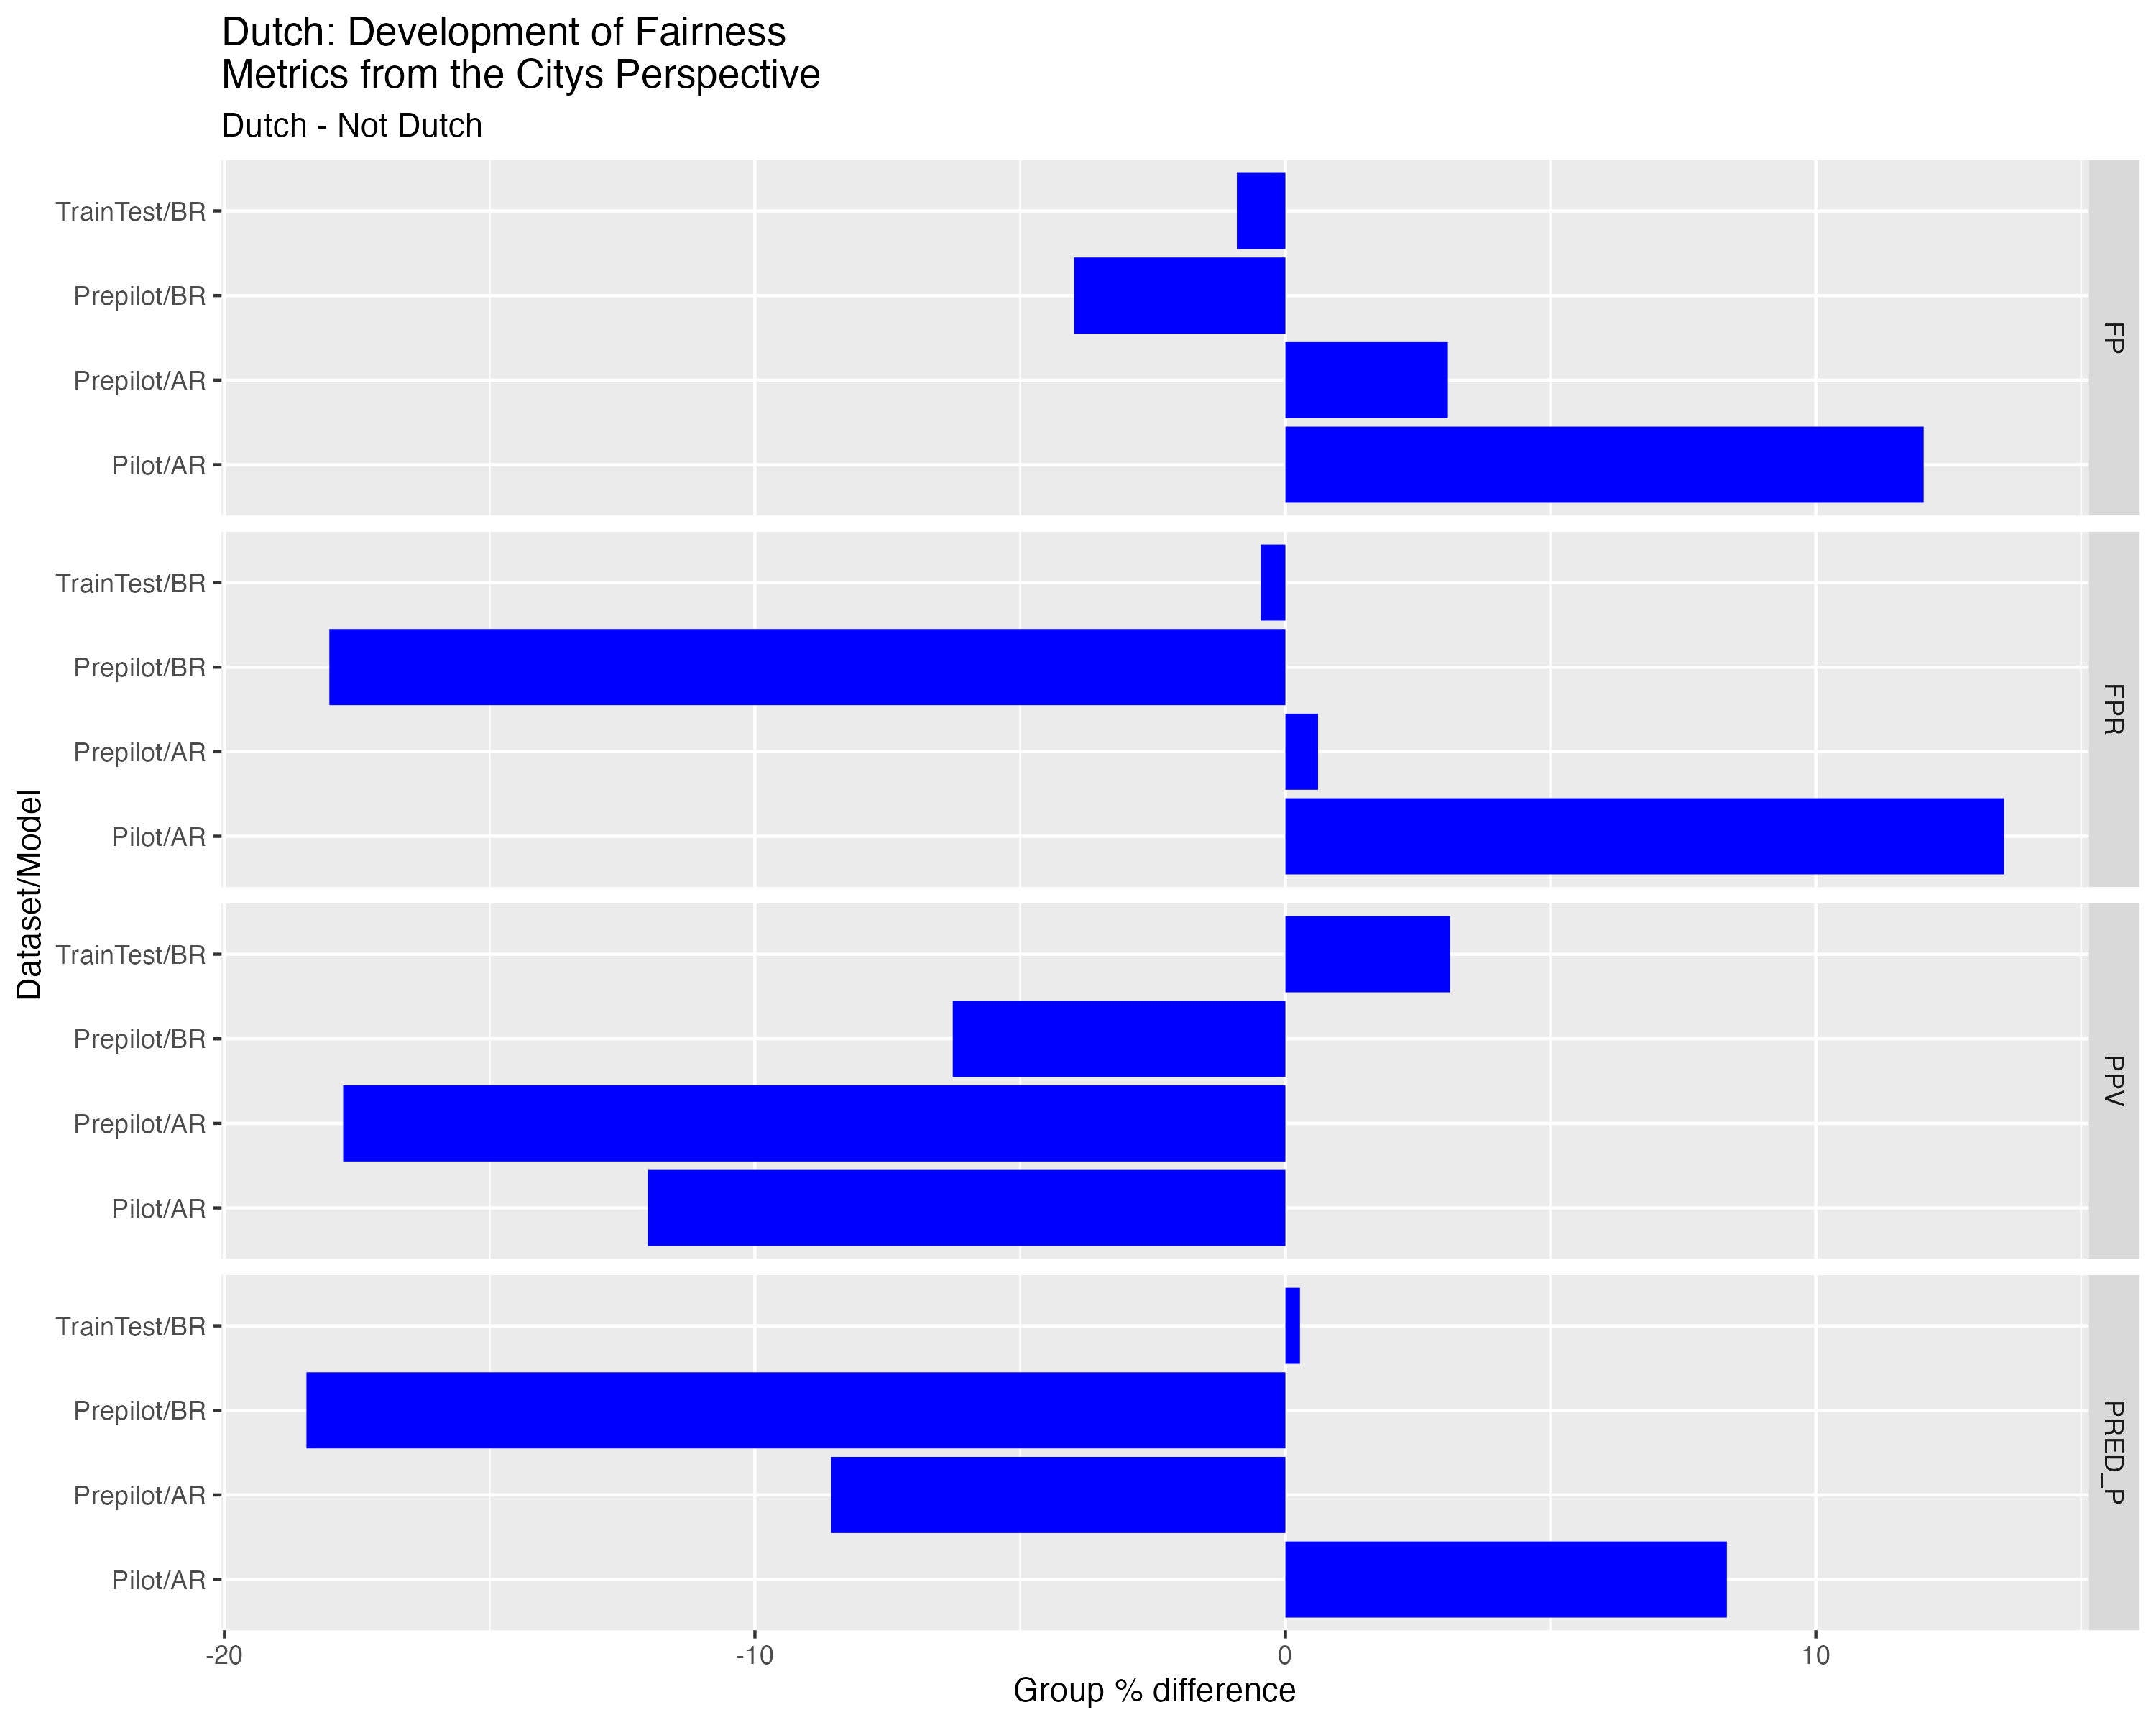 Dutch: Development of Fairness
Metrics from the Citys Perspective
Dutch - Not Dutch
Dataset/Model
TrainTest/BR
Prepilot/BR
Prepilot/AR
Pilot/AR
FP
TrainTest/BR
Prepilot/BR
Prepilot/AR
Pilot/AR
FPR
TrainTest/BR
Prepilot/BR
Prepilot/AR
Pilot/AR
PPV
TrainTest/BR
Prepilot/BR
Prepilot/AR
Pilot/AR
PRED_P
-20 -10 0 10
Group % difference